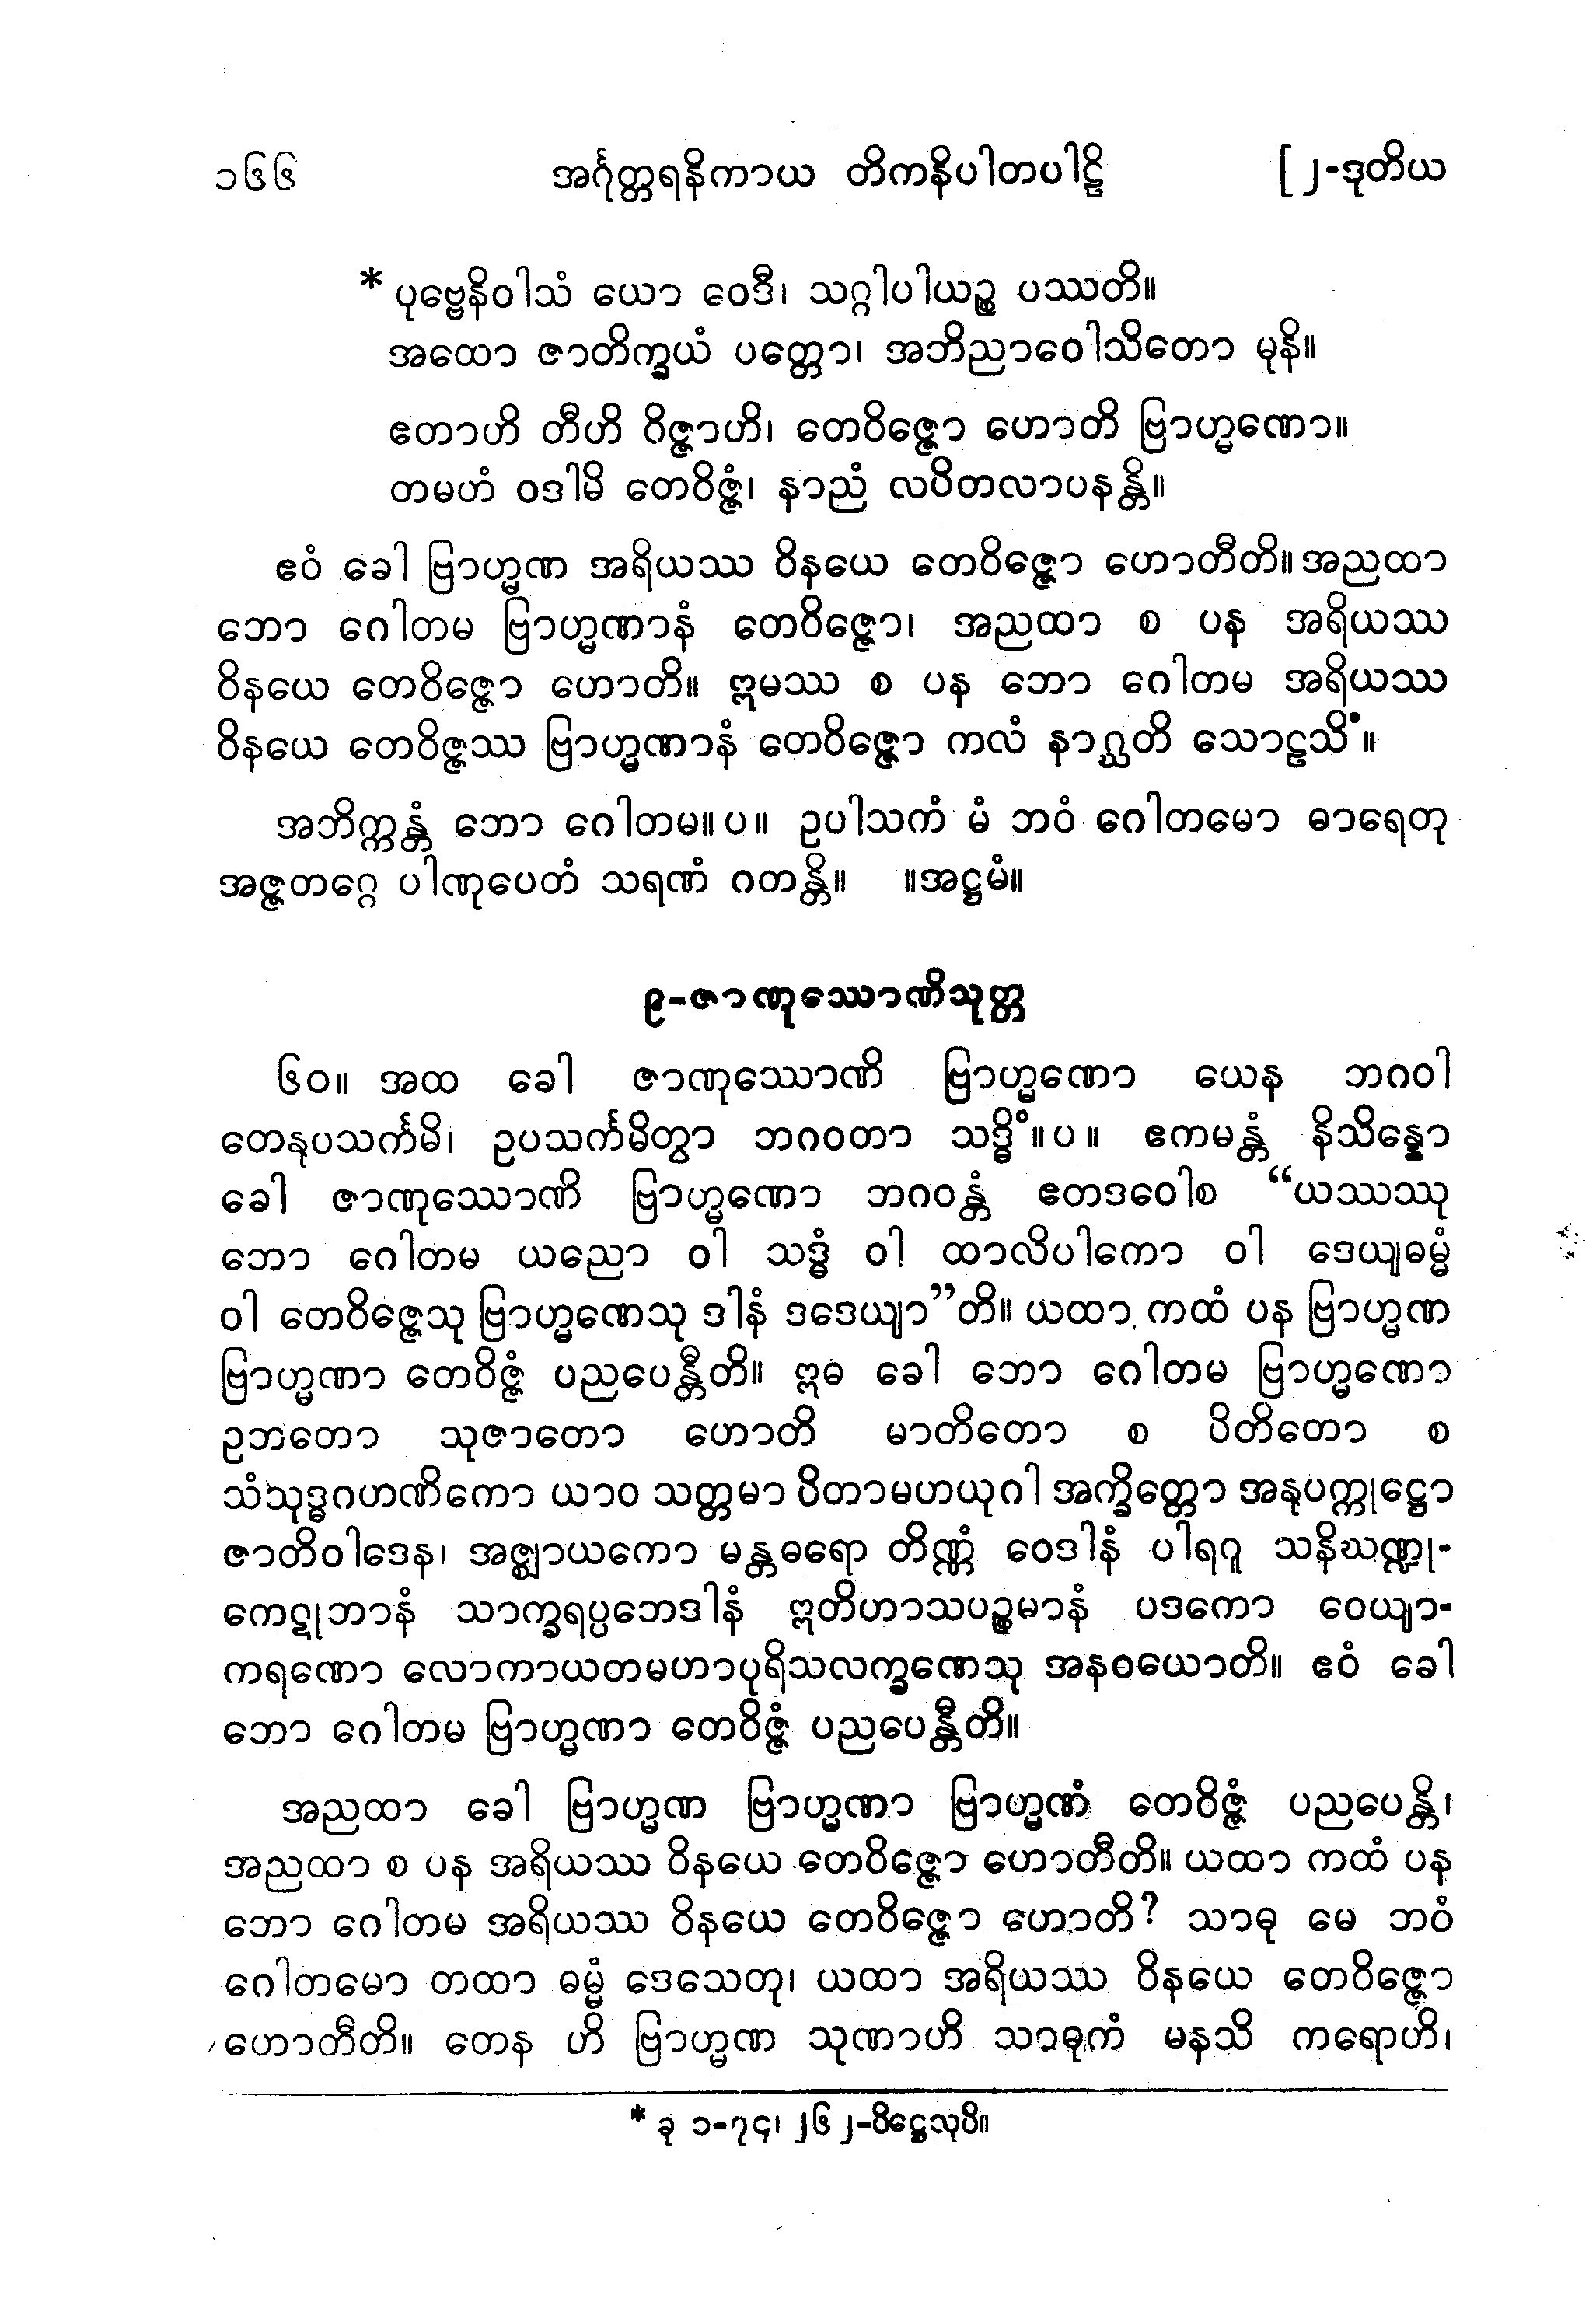 ၁၆၆ အင်္ဂုတ္တရနိကာယ တိကနိပါတပါဠိ [၂-ဒုတိယ
* ပုဗ္ဗေနိဝါသံ ယော ဝေဒီ၊ သဂ္ဂါပါယဉ္စ ပဿတိ။
အထော ဇာတိက္ခယံ ပတ္တော၊ အဘိညာဝေါသိတော မုနိ။
ဧတာဟိ တီဟိ ဝိဇ္ဇာဟိ၊ တေဝိဇ္ဇော ဟောတိ ဗြာဟ္မဏော။
တမဟံ ဝဒါမိ တေဝိဇ္ဇံ၊ နာညံ လပိတလာပနန္တိ။
ဧဝံ ခေါ ဗြာဟ္မဏ အရိယဿ ဝိနယေ တေဝိဇ္ဇော ဟောတီတိ။ အညထာ
ဘော ဂေါတမ ဗြာဟ္မဏာနံ တေဝိဇ္ဇော၊ အညထာ စ ပန အရိယဿ
ဝိနယေ တေဝိဇ္ဇော ဟောတိ။ ဣမဿ စ ပန ဘော ဂေါတမ အရိယဿ
ဝိနယေ တေဝိဇ္ဇဿ ဗြာဟ္မဏာနံ တေဝိဇ္ဇော ကလံ နာဂ္ဃတိ သောဠသိံ။
အဘိက္ကန္တံ ဘော ဂေါတမ။ပ။ ဥပါသကံ မံ ဘဝံ ဂေါတမော ဓာရေတု
အဇ္ဇတဂ္ဂေ ပါဏုပေတံ သရဏံ ဂတန္တိ။ ။အဋ္ဌမံ။
၉-ဇာဏုဿောဏိသုတ္တ
၆၀။ အထ ခေါ ဇာဏုဿောဏိ ဗြာဟ္မဏော ယေန ဘဂဝါ
တေနုပသင်္ကမိ၊ ဥပသင်္ကမိတွာ ဘဂဝတာ သဒ္ဓိံ။ပ။ ဧကမန္တံ နိသိန္နော
ခေါ ဇာဏုဿောဏိ ဗြာဟ္မဏော ဘဂဝန္တံ ဧတဒဝေါစ “ယဿဿု
ဘော ဂေါတမ ယညော ဝါ သဒ္ဓံ ဝါ ထာလိပါကော ဝါ ဒေယျဓမ္မံ
ဝါ တေဝိဇ္ဇေသု ဗြာဟ္မဏေသု ဒါနံ ဒဒေယျာ”တိ။ ယထာ ကထံ ပန ဗြာဟ္မဏ
ဗြာဟ္မဏာ တေဝိဇ္ဇံ ပညပေန္တီတိ။ ဣဓ ခေါ ဘော ဂေါတမ ဗြာဟ္မဏော
ဥဘတော သုဇာတော ဟောတိ မာတိတော စ ပိတိတော စ
သံသုဒ္ဓဂဟဏိကော ယာဝ သတ္တမာ ပိတာမဟယုဂါ အက္ခိတ္တော အနုပက္ကုဋ္ဌော
ဇာတိဝါဒေန၊ အဇ္ဈာယကော မန္တဓရော တိဏ္ဏံ ဝေဒါနံ ပါရဂူ သနိဃဏ္ဍု-
ကေဋုဘာနံ သာက္ခရပ္ပဘေဒါနံ ဣတိဟာသပဉ္စမာနံ ပဒကော ဝေယျာ-
ကရဏော လောကာယတမဟာပုရိသလက္ခဏေသု အနဝယောတိ။ ဧဝံ ခေါ
ဘော ဂေါတမ ဗြာဟ္မဏာ တေဝိဇ္ဇံ ပညပေန္တီတိ။
အညထာ ခေါ ဗြာဟ္မဏ ဗြာဟ္မဏာ ဗြာဟ္မဏံ တေဝိဇ္ဇံ ပညပေန္တိ၊
အညထာ စ ပန အရိယဿ ဝိနယေ တေဝိဇ္ဇော ဟောတီတိ။ ယထာ ကထံ ပန
ဘော ဂေါတမ အရိယဿ ဝိနယေ တေဝိဇ္ဇော ဟောတိ? သာဓု မေ ဘဝံ
ဂေါတမော တထာ ဓမ္မံ ဒေသေတု၊ ယထာ အရိယဿ ဝိနယေ တေဝိဇ္ဇော
ဟောတီတိ။ တေန ဟိ ဗြာဟ္မဏ သုဏာဟိ သာဓုကံ မနသိ ကရောဟိ၊
* ခု ၁-၇၄၊ ၂၆၂-ပိဋ္ဌေသုပိ။